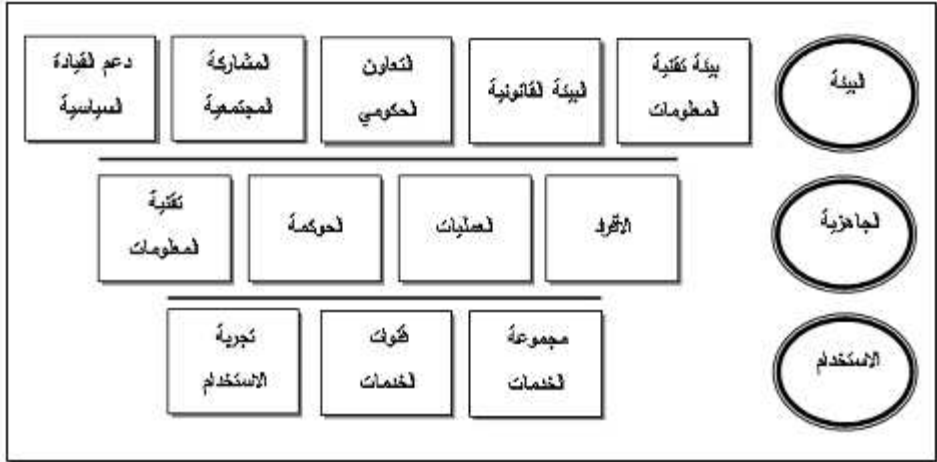 البيئة
بيئة تقنية
المعلومات
البيئة القانونية
التعاون
الحكومي
المشاركة
المجتمعية
دعم القيادة
السياسية
الجاهزية
الأفراد
العمليات
الحوكمة
تقنية
المعلومات
الاستخدام
مجموعة
الخدمات
قنوات
الخدمات
تجربة
الاستخدام